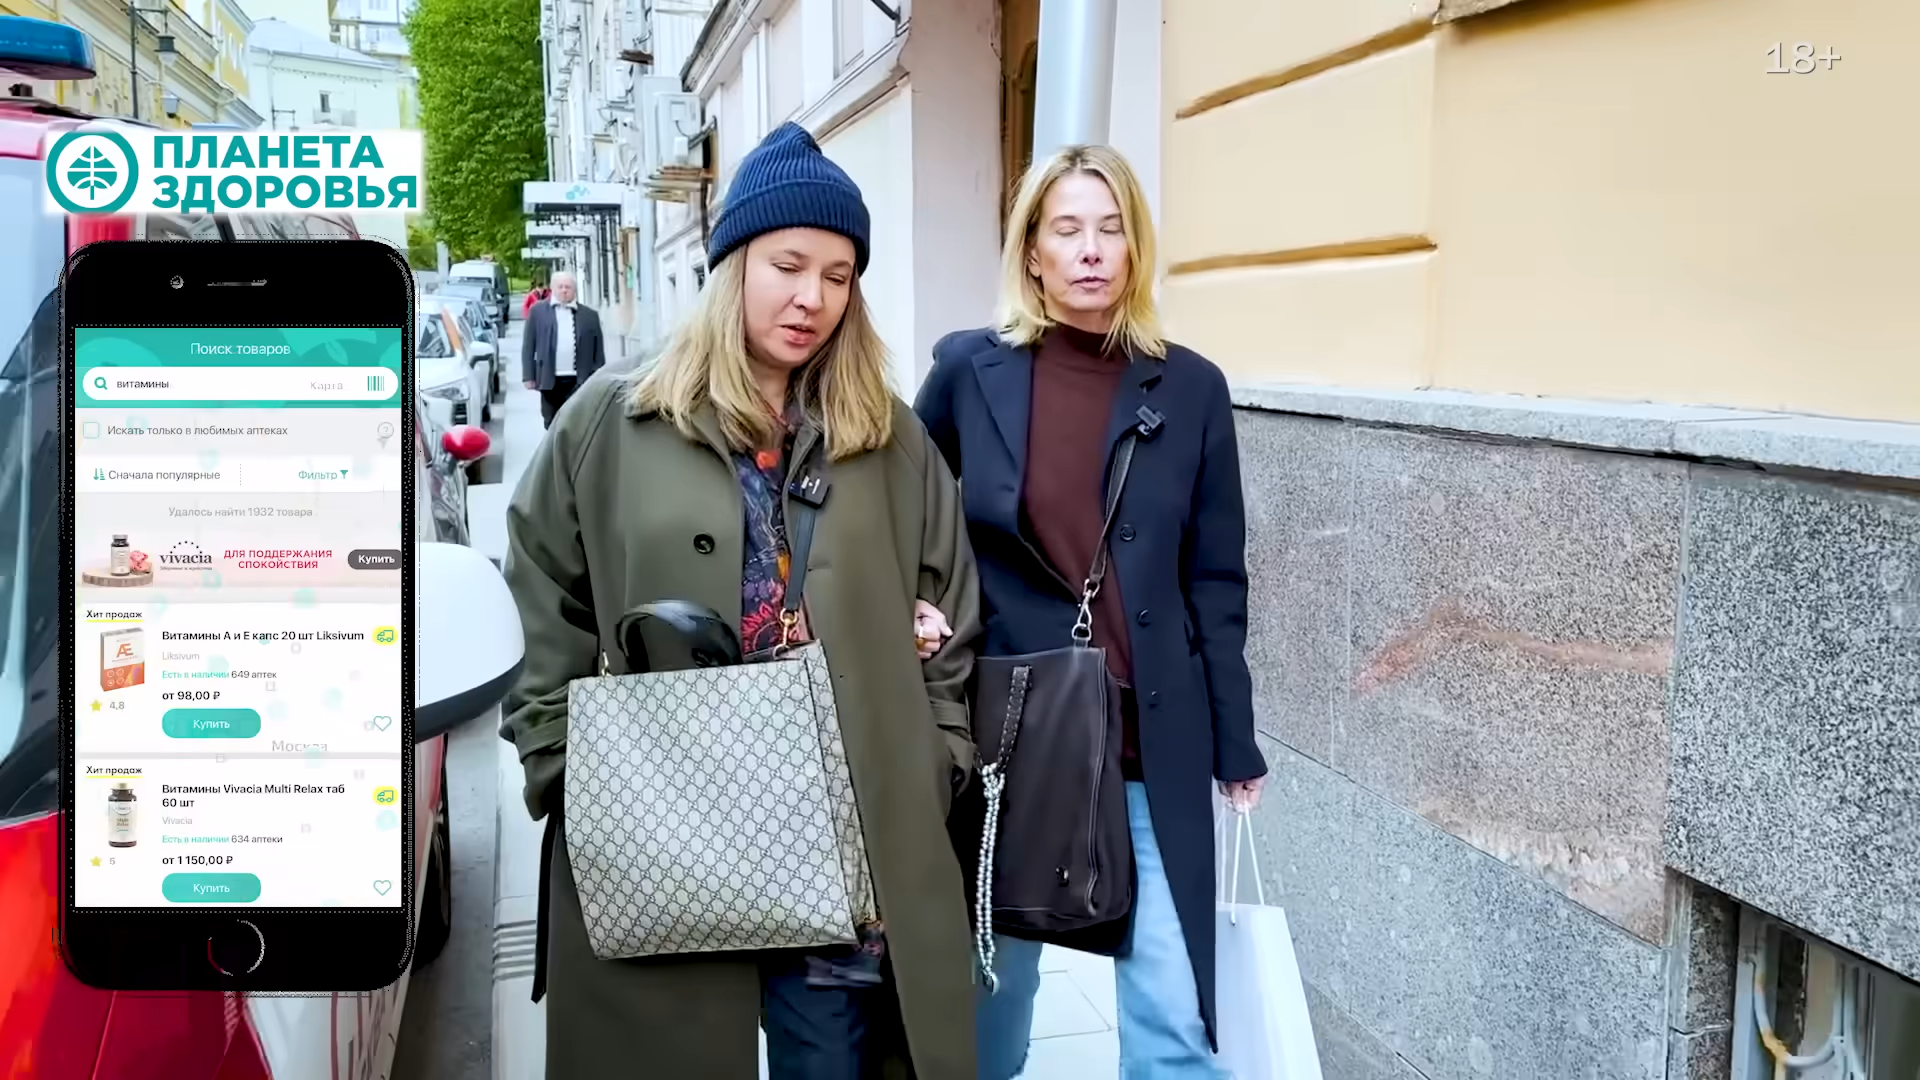 18+
ПЛАНЕТА
ЗДОРОВЬЯ
Поиск товаров
витамины
Карта
Искать только в любимых аптеках
?
Сначала популярные
Фильтр
Удалось найти 1932 товара
vivacia
ДЛЯ ПОДДЕРЖАНИЯ
СПОКОЙСТВИЯ
Купить
Хит продаж
Витамины А и Е капс 20 шт Liksivum
АЕ
Liksivum
Есть в наличии 649 аптек
4,8
от 98,00 ₽
Купить
Москва
Хит продаж
Витамины Vivacia Multi Relax таб
60 шт
Vivacia
Есть в наличии 634 аптеки
5
от 1 150,00 ₽
Купить